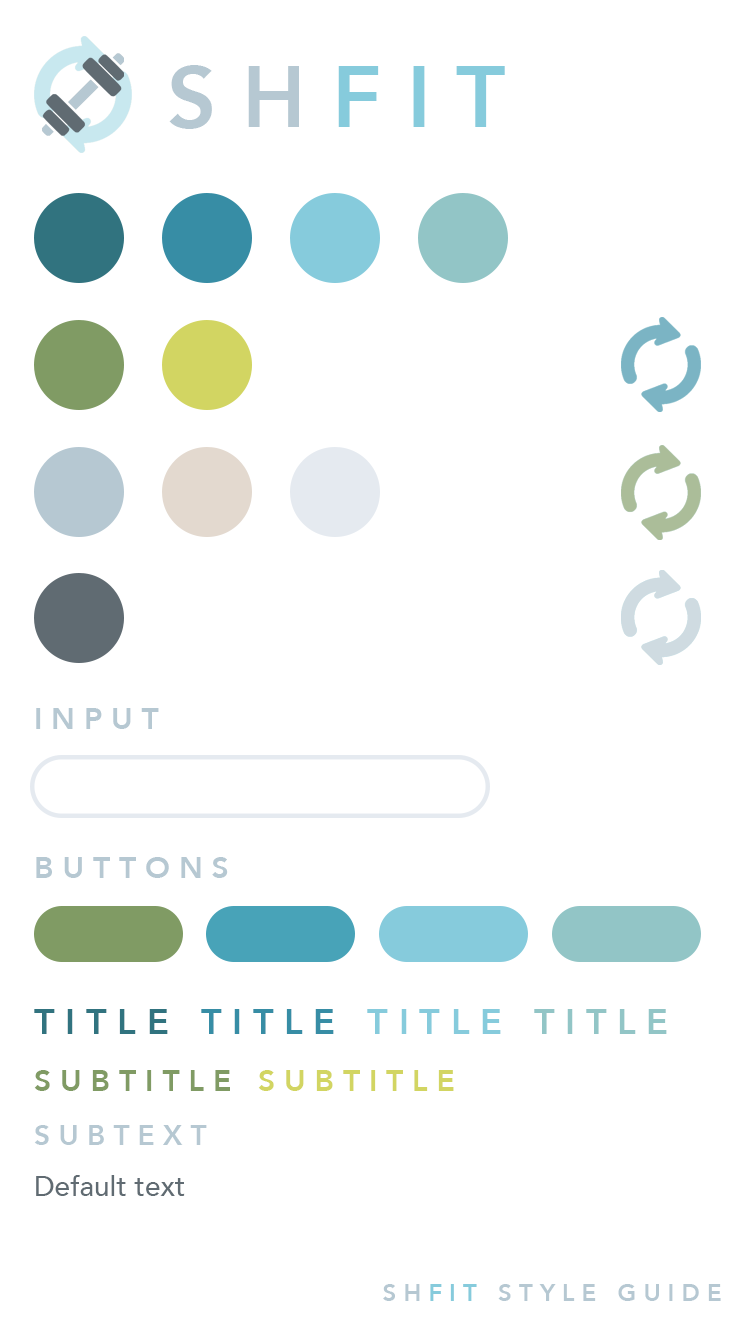 SHFIT
INPUT
BUTTONS
TITLE TITLE TITLE TITLE
SUBTITLE SUBTITLE
SUBTEXT
Default text
SHFIT STYLE GUIDE